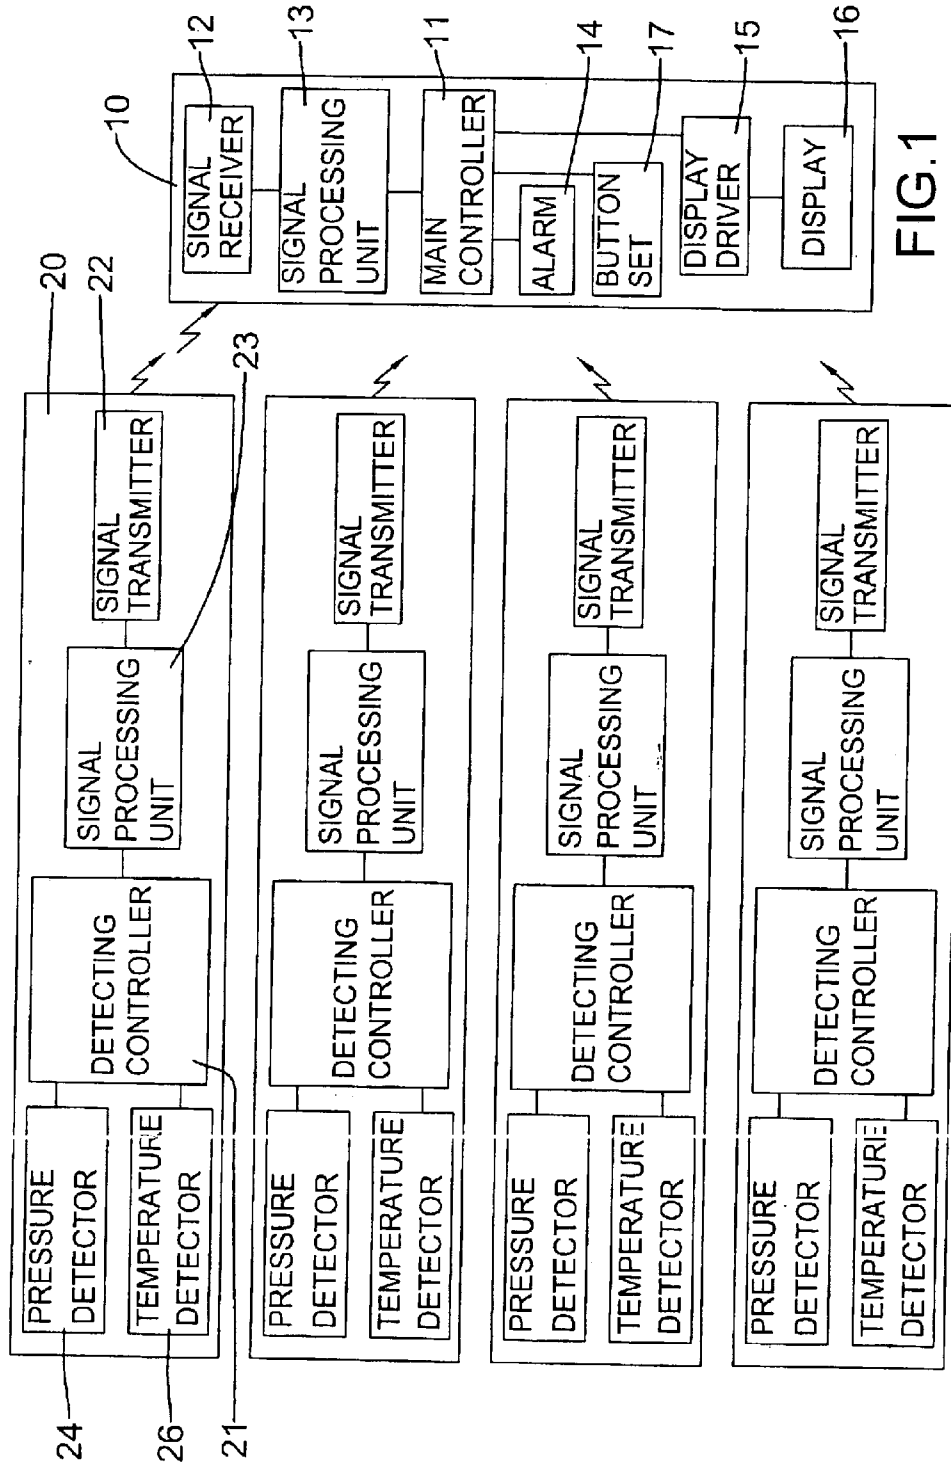 20
22
SIGNAL
TRANSMITTER
23
SIGNAL
PROCESSING
UNIT
DETECTING
CONTROLLER
21
PRESSURE
DETECTOR
24
TEMPERATURE
DETECTOR
26
SIGNAL
TRANSMITTER
SIGNAL
PROCESSING
UNIT
DETECTING
CONTROLLER
PRESSURE
DETECTOR
TEMPERATURE
DETECTOR
SIGNAL
TRANSMITTER
SIGNAL
PROCESSING
UNIT
DETECTING
CONTROLLER
PRESSURE
DETECTOR
TEMPERATURE
DETECTOR
SIGNAL
TRANSMITTER
SIGNAL
PROCESSING
UNIT
DETECTING
CONTROLLER
PRESSURE
DETECTOR
TEMPERATURE
DETECTOR
10
SIGNAL
RECEIVER
12
SIGNAL
PROCESSING
UNIT
13
MAIN
CONTROLLER
11
ALARM
14
BUTTON
SET
17
DISPLAY
DRIVER
15
DISPLAY
16
FIG.1